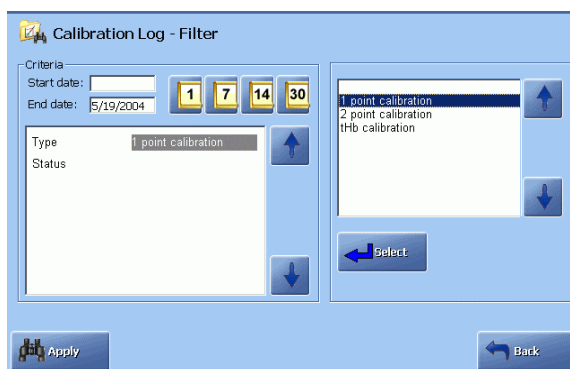 Calibration Log - Filter
Criteria
Start date:
End date: 5/19/2004
1 7 14 30
Type 1 point calibration
Status
1 point calibration
2 point calibration
tHb calibration
Select
Apply
Back